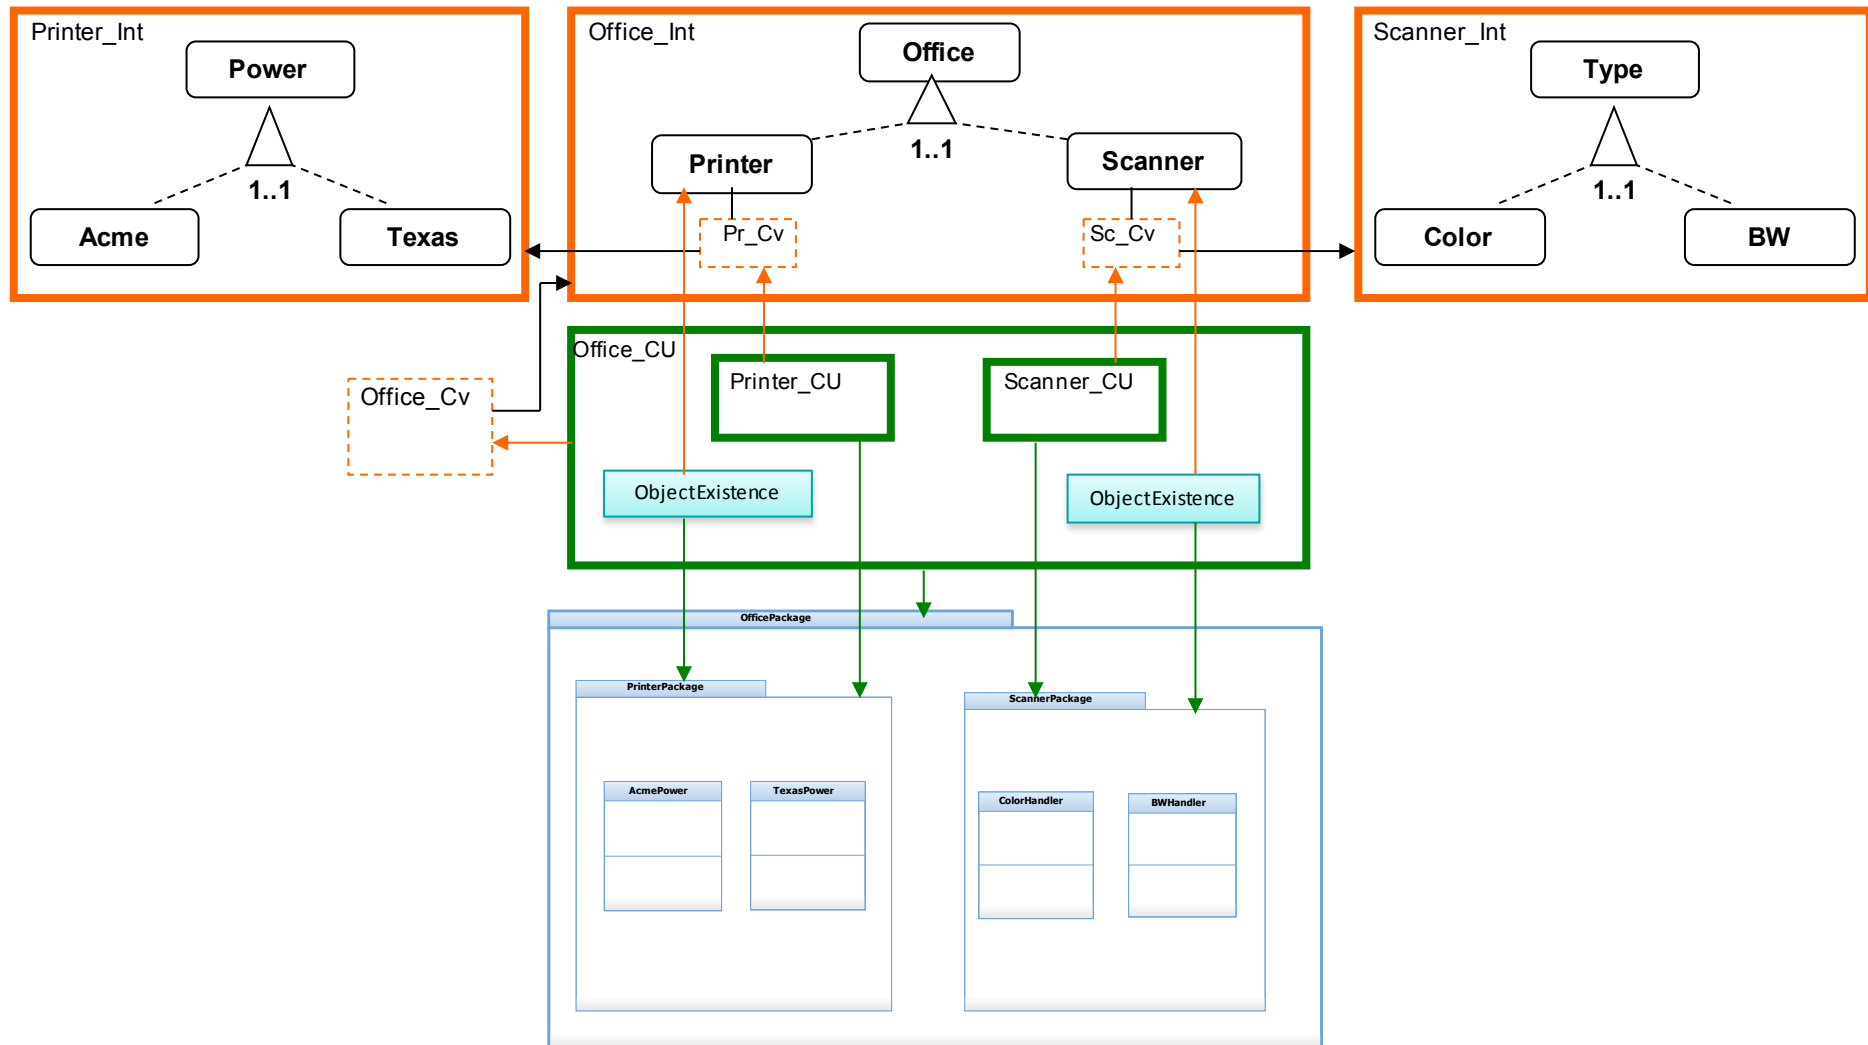 Printer_Int
Power
1..1
Acme
Texas
Office_Int
Office
1..1
Printer
Scanner
Pr_Cv
Sc_Cv
Scanner_Int
Type
1..1
Color
BW
Office_Cv
Office_CU
Printer_CU
Scanner_CU
ObjectExistence
ObjectExistence
OfficePackage
PrinterPackage
AcmePower
TexasPower
ScannerPackage
ColorHandler
BWHandler